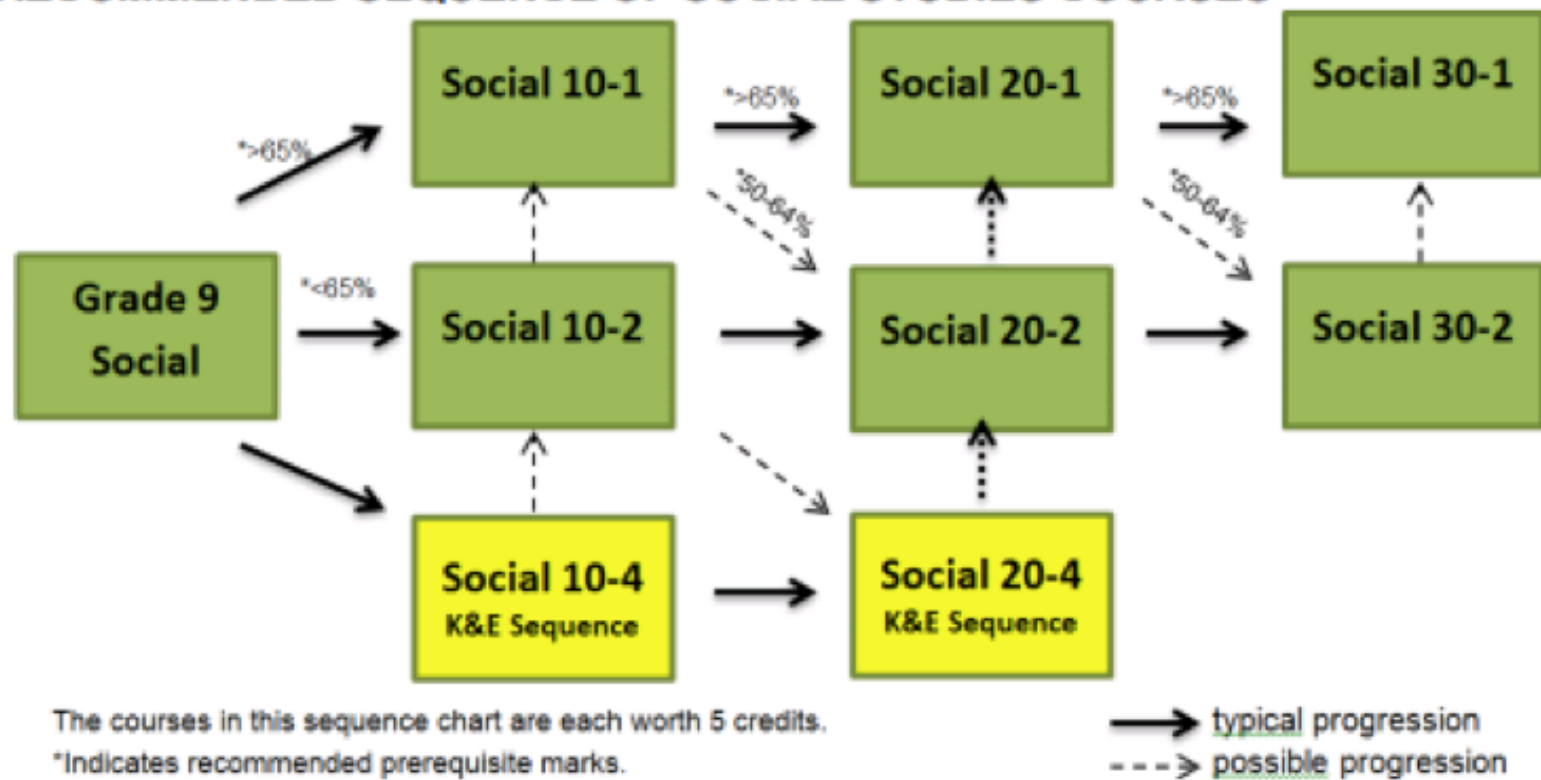 Social 10-1
Social 20-1
Social 30-1
*>65%
*>65%
*>65%
*50-64%
*50-64%
Grade 9
Social
*<65%
Social 10-2
Social 20-2
Social 30-2
Social 10-4
K&E Sequence
Social 20-4
K&E Sequence
The courses in this sequence chart are each worth 5 credits.
*Indicates recommended prerequisite marks.
typical progression
possible progression